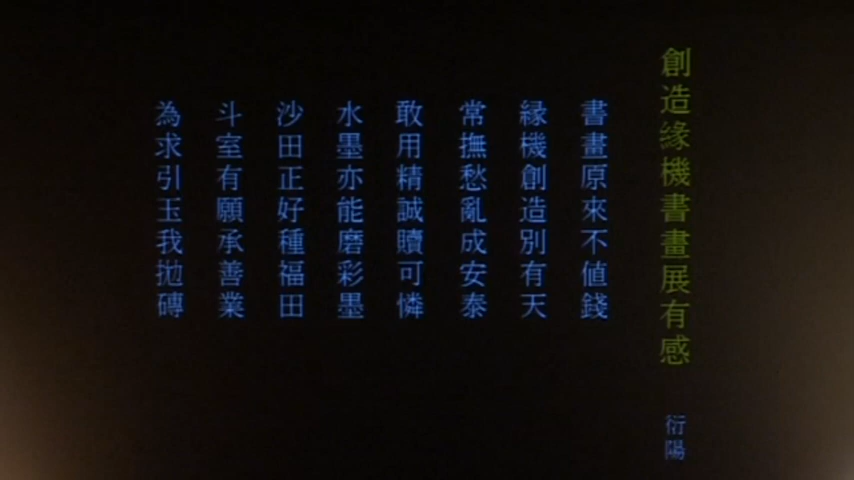 創造緣機書畫展有感
衍陽
書畫原來不值錢
緣機創造別有天
常撫愁亂成安泰
敢用精誠贖可憐
水墨亦能磨彩墨
沙田正好種福田
斗室有願承善業
為求引玉我拋磚